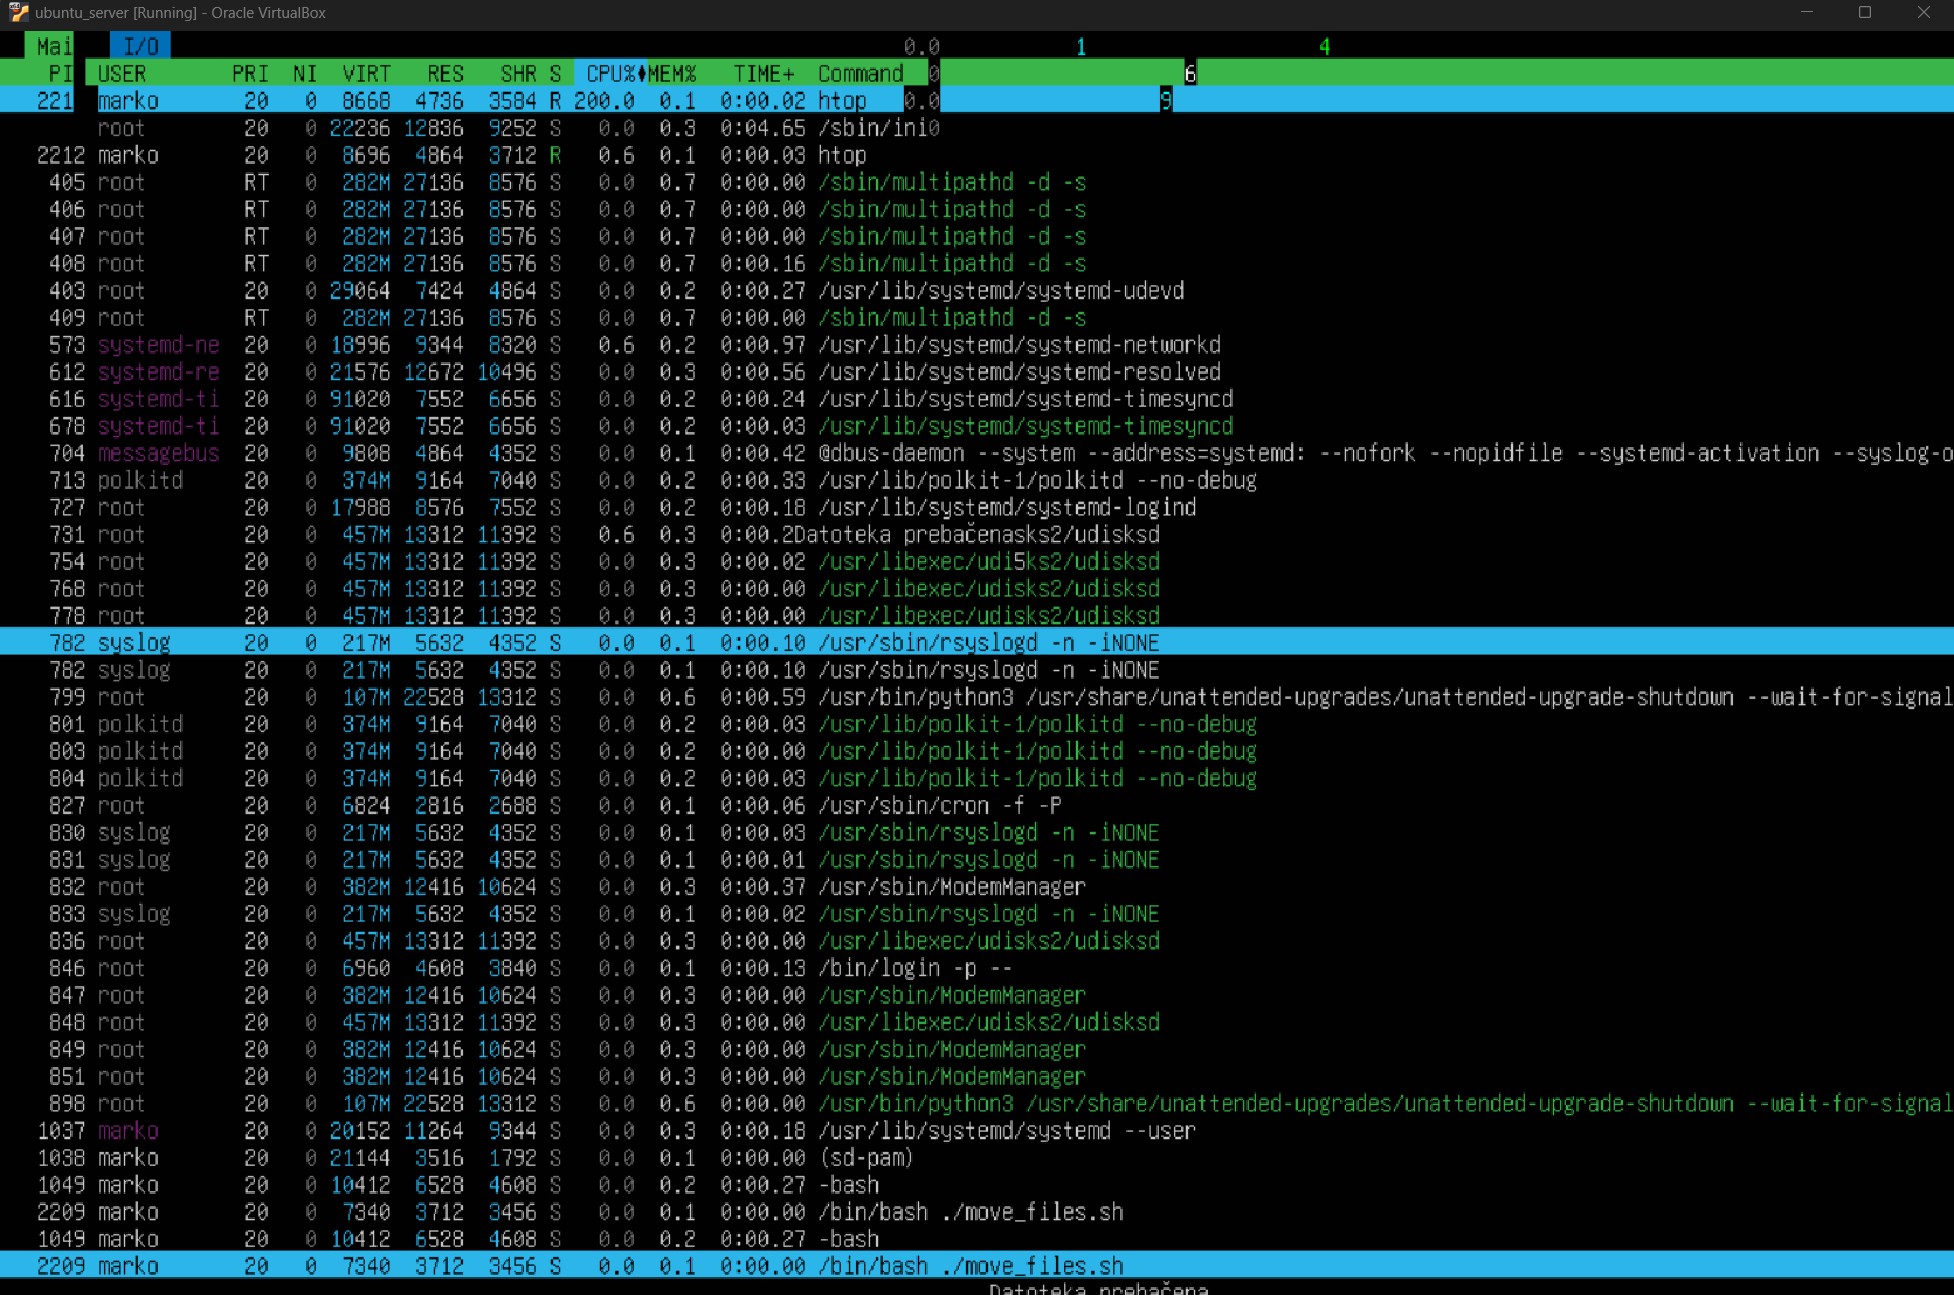 ubuntu_server [Running] - Oracle VirtualBox
Mai I/O 0.0 1 4
PI USER PRI NI VIRT RES SHR S CPU%♦MEM% TIME+ Command 0 6
221 marko 20 0 8668 4736 3584 R 200.0 0.1 0:00.02 htop 0.0 9
root 20 0 22236 12836 9252 S 0.0 0.3 0:04.65 /sbin/ini0
2212 marko 20 0 8696 4864 3712 R 0.6 0.1 0:00.03 htop
405 root RT 0 282M 27136 8576 S 0.0 0.7 0:00.00 /sbin/multipathd -d -s
406 root RT 0 282M 27136 8576 S 0.0 0.7 0:00.00 /sbin/multipathd -d -s
407 root RT 0 282M 27136 8576 S 0.0 0.7 0:00.00 /sbin/multipathd -d -s
408 root RT 0 282M 27136 8576 S 0.0 0.7 0:00.16 /sbin/multipathd -d -s
403 root 20 0 29064 7424 4864 S 0.0 0.2 0:00.27 /usr/lib/systemd/systemd-udevd
409 root RT 0 282M 27136 8576 S 0.0 0.7 0:00.00 /sbin/multipathd -d -s
573 systemd-ne 20 0 18996 9344 8320 S 0.6 0.2 0:00.97 /usr/lib/systemd/systemd-networkd
612 systemd-re 20 0 21576 12672 10496 S 0.0 0.3 0:00.56 /usr/lib/systemd/systemd-resolved
616 systemd-ti 20 0 91020 7552 6656 S 0.0 0.2 0:00.24 /usr/lib/systemd/systemd-timesyncd
678 systemd-ti 20 0 91020 7552 6656 S 0.0 0.2 0:00.03 /usr/lib/systemd/systemd-timesyncd
704 messagebus 20 0 9808 4864 4352 S 0.0 0.1 0:00.42 @dbus-daemon --system --address=systemd: --nofork --nopidfile --systemd-activation --syslog-o
713 polkitd 20 0 374M 9164 7040 S 0.0 0.2 0:00.33 /usr/lib/polkit-1/polkitd --no-debug
727 root 20 0 17988 8576 7552 S 0.0 0.2 0:00.18 /usr/lib/systemd/systemd-logind
731 root 20 0 457M 13312 11392 S 0.6 0.3 0:00.2Datoteka prebačenasks2/udisksd
754 root 20 0 457M 13312 11392 S 0.0 0.3 0:00.02 /usr/libexec/udi5ks2/udisksd
768 root 20 0 457M 13312 11392 S 0.0 0.3 0:00.00 /usr/libexec/udisks2/udisksd
778 root 20 0 457M 13312 11392 S 0.0 0.3 0:00.00 /usr/libexec/udisks2/udisksd
782 syslog 20 0 217M 5632 4352 S 0.0 0.1 0:00.10 /usr/sbin/rsyslogd -n -iNONE
782 syslog 20 0 217M 5632 4352 S 0.0 0.1 0:00.10 /usr/sbin/rsyslogd -n -iNONE
799 root 20 0 107M 22528 13312 S 0.0 0.6 0:00.59 /usr/bin/python3 /usr/share/unattended-upgrades/unattended-upgrade-shutdown --wait-for-signal
801 polkitd 20 0 374M 9164 7040 S 0.0 0.2 0:00.03 /usr/lib/polkit-1/polkitd --no-debug
803 polkitd 20 0 374M 9164 7040 S 0.0 0.2 0:00.00 /usr/lib/polkit-1/polkitd --no-debug
804 polkitd 20 0 374M 9164 7040 S 0.0 0.2 0:00.03 /usr/lib/polkit-1/polkitd --no-debug
827 root 20 0 6824 2816 2688 S 0.0 0.1 0:00.06 /usr/sbin/cron -f -P
830 syslog 20 0 217M 5632 4352 S 0.0 0.1 0:00.03 /usr/sbin/rsyslogd -n -iNONE
831 syslog 20 0 217M 5632 4352 S 0.0 0.1 0:00.01 /usr/sbin/rsyslogd -n -iNONE
832 root 20 0 382M 12416 10624 S 0.0 0.3 0:00.37 /usr/sbin/ModemManager
833 syslog 20 0 217M 5632 4352 S 0.0 0.1 0:00.02 /usr/sbin/rsyslogd -n -iNONE
836 root 20 0 457M 13312 11392 S 0.0 0.3 0:00.00 /usr/libexec/udisks2/udisksd
846 root 20 0 6960 4608 3840 S 0.0 0.1 0:00.13 /bin/login -p --
847 root 20 0 382M 12416 10624 S 0.0 0.3 0:00.00 /usr/sbin/ModemManager
848 root 20 0 457M 13312 11392 S 0.0 0.3 0:00.00 /usr/libexec/udisks2/udisksd
849 root 20 0 382M 12416 10624 S 0.0 0.3 0:00.00 /usr/sbin/ModemManager
851 root 20 0 382M 12416 10624 S 0.0 0.3 0:00.00 /usr/sbin/ModemManager
898 root 20 0 107M 22528 13312 S 0.0 0.6 0:00.00 /usr/bin/python3 /usr/share/unattended-upgrades/unattended-upgrade-shutdown --wait-for-signal
1037 marko 20 0 20152 11264 9344 S 0.0 0.3 0:00.18 /usr/lib/systemd/systemd --user
1038 marko 20 0 21144 3516 1792 S 0.0 0.1 0:00.00 (sd-pam)
1049 marko 20 0 10412 6528 4608 S 0.0 0.2 0:00.27 -bash
2209 marko 20 0 7340 3712 3456 S 0.0 0.1 0:00.00 /bin/bash ./move_files.sh
1049 marko 20 0 10412 6528 4608 S 0.0 0.2 0:00.27 -bash
2209 marko 20 0 7340 3712 3456 S 0.0 0.1 0:00.00 /bin/bash ./move_files.sh
Datoteka prebačena